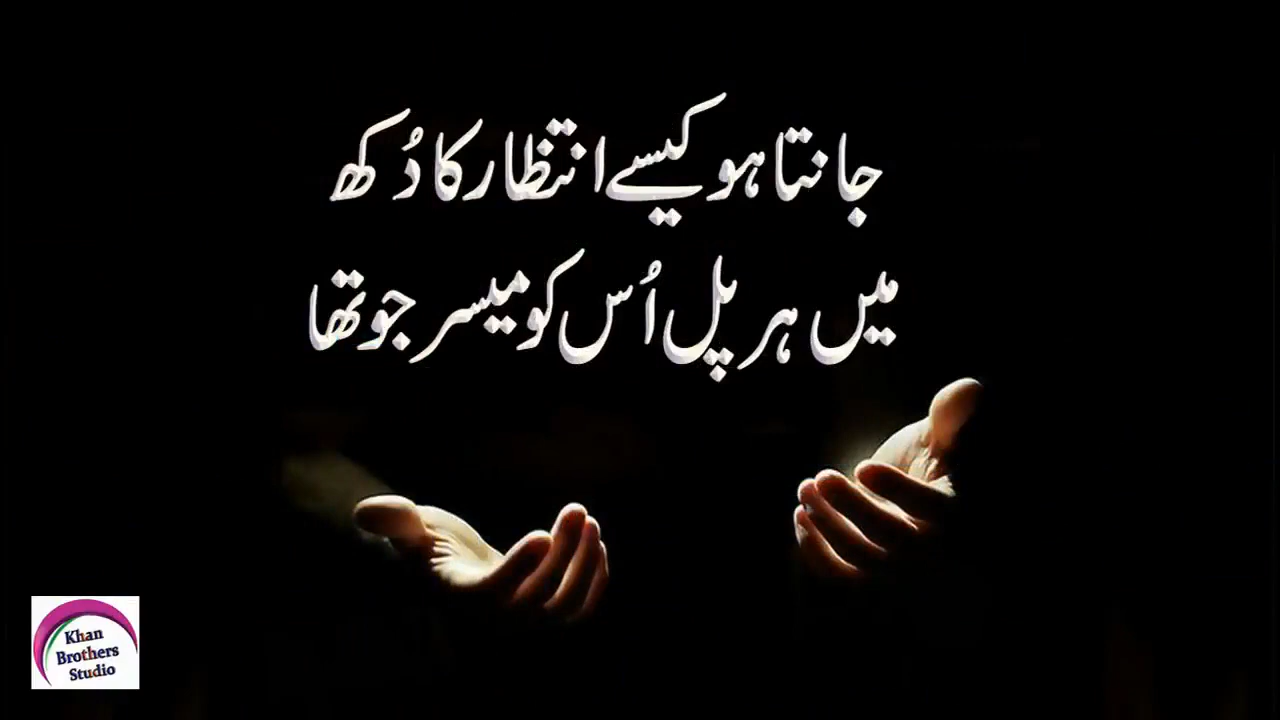 جانتا ہو کیسے انتظار کا دُکھ
میں ہر پل اُس کو میسر جو تھا
Khan
Brothers
Studio